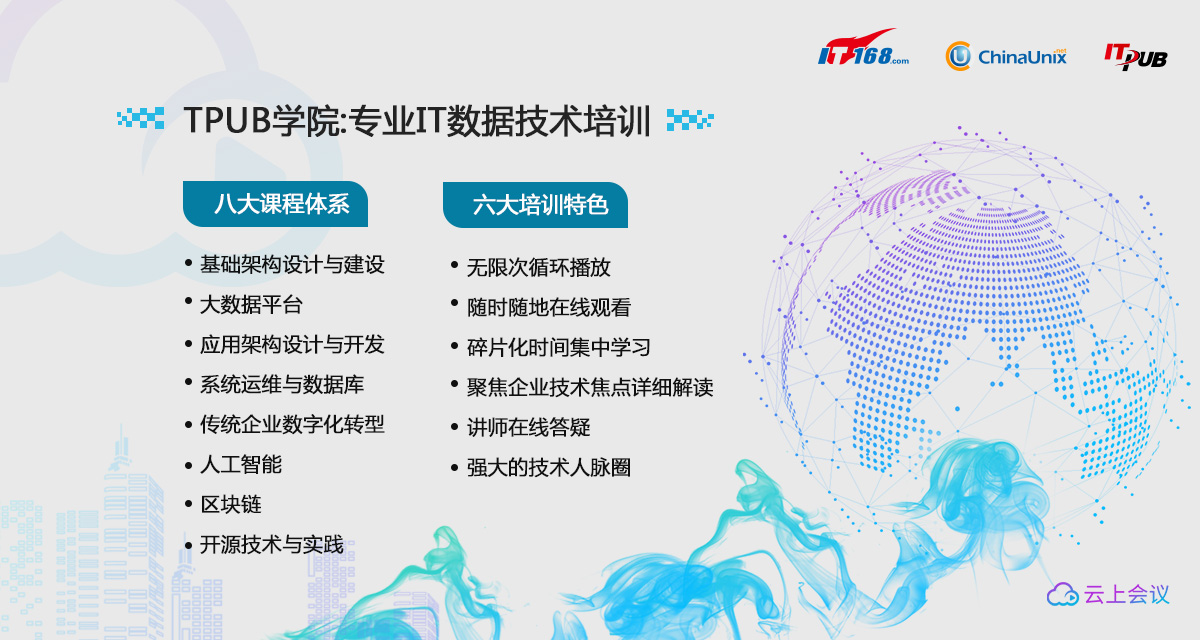 IT168.com
ChinaUnix.net
ITPUB
TPUB学院:专业IT数据技术培训
八大课程体系
基础架构设计与建设
大数据平台
应用架构设计与开发
系统运维与数据库
传统企业数字化转型
人工智能
区块链
开源技术与实践
六大培训特色
无限次循环播放
随时随地在线观看
碎片化时间集中学习
聚焦企业技术焦点详细解读
讲师在线答疑
强大的技术人脉圈
云上会议